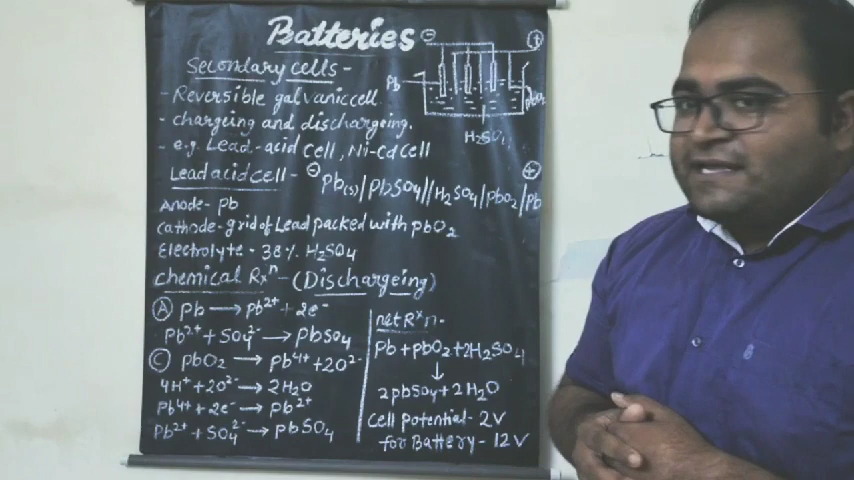 Batteries
⊖
⊕
Secondary cells-
Pb
- Reversible galvanic cell
- chargeing and dischargeing.
H₂SO₄
- e.g. Lead-acid cell, Ni-Cd cell
Lead acid cell - ⊖ Pb(s)/PbSO4//H2SO4/PbO2/Pb ⊕
Anode- Pb
cathode-grid of Lead packed with pbO2
Electrolyte - 38% H2SO4
chemical Rxⁿ-(Dischargeing)
Ⓐ Pb → Pb²⁺ + 2e⁻
Pb²⁺ + SO4²⁻ → PbSO4
Ⓒ PbO2 → Pb⁴⁺ + 2O²⁻
4H⁺ + 2O²⁻ → 2H2O
Pb⁴⁺ + 2e⁻ → Pb²⁺
Pb²⁺ + SO4²⁻ → PbSO4
net Rxn-
Pb + pbO2 + 2H2SO4
↓
2pbSO4 + 2H2O
Cell potential- 2V
for Battery- 12V